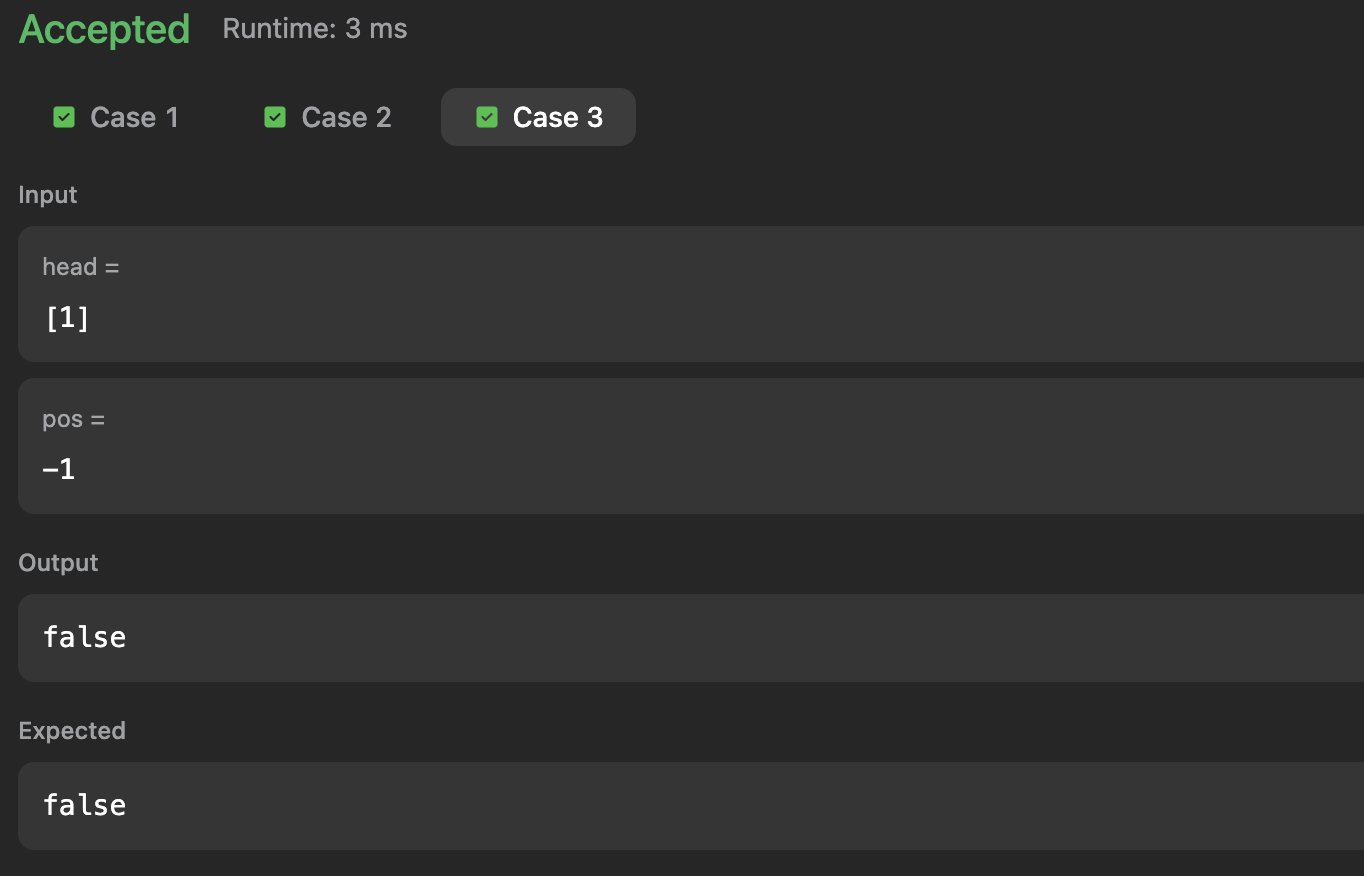 Accepted Runtime: 3 ms
Case 1 Case 2 Case 3
Input
head =
[1]
pos =
-1
Output
false
Expected
false